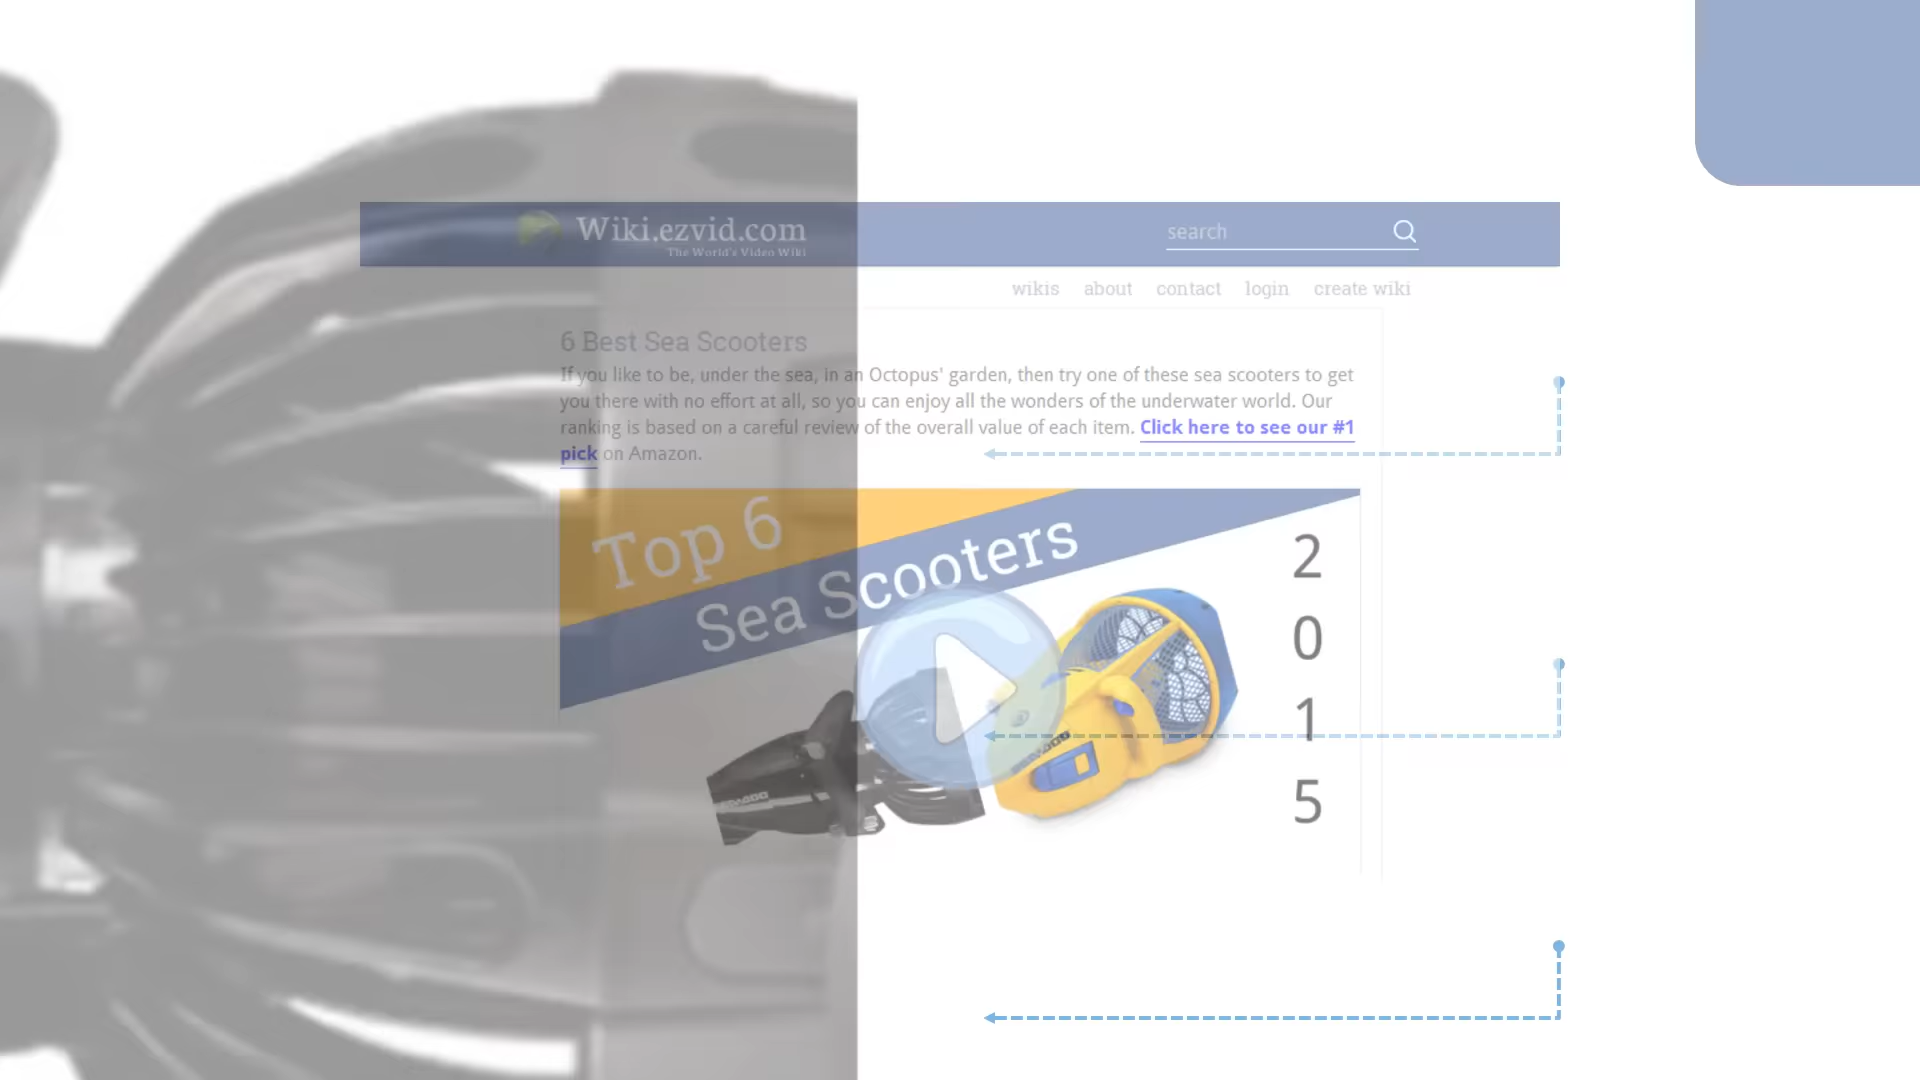 Wiki.ezvid.com
The World's Video Wiki
search
wikis about contact login create wiki
6 Best Sea Scooters
If you like to be, under the sea, in an Octopus' garden, then try one of these sea scooters to get
you there with no effort at all, so you can enjoy all the wonders of the underwater world. Our
ranking is based on a careful review of the overall value of each item. Click here to see our #1
pick on Amazon.
Top 6
Sea Scooters
2
0
1
5